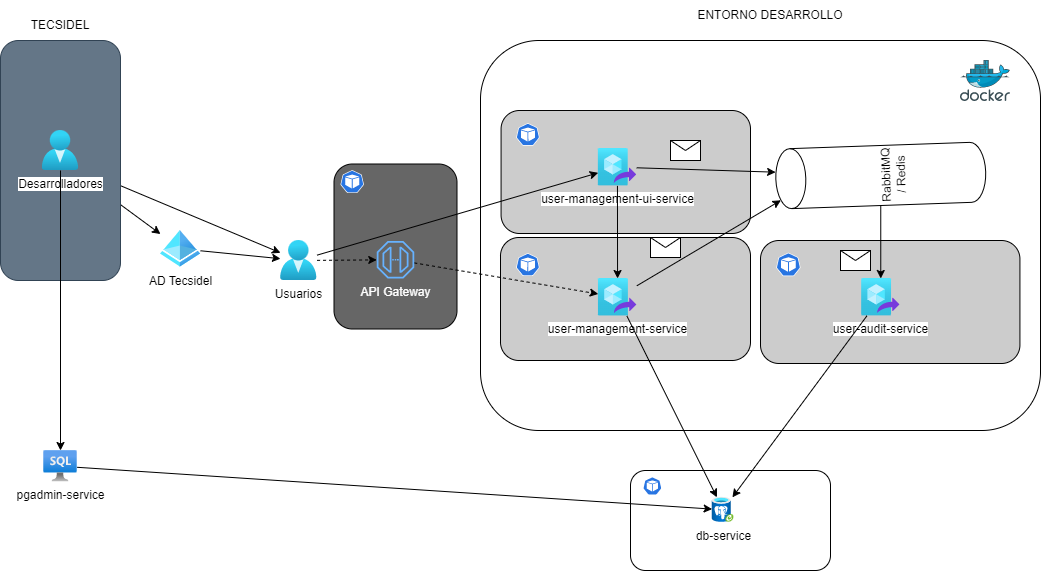 TECSIDEL
ENTORNO DESARROLLO
docker
Desarrolladores
AD Tecsidel
Usuarios
API Gateway
user-management-ui-service
RabbitMQ
/ Redis
user-management-service
user-audit-service
SQL
pgadmin-service
db-service